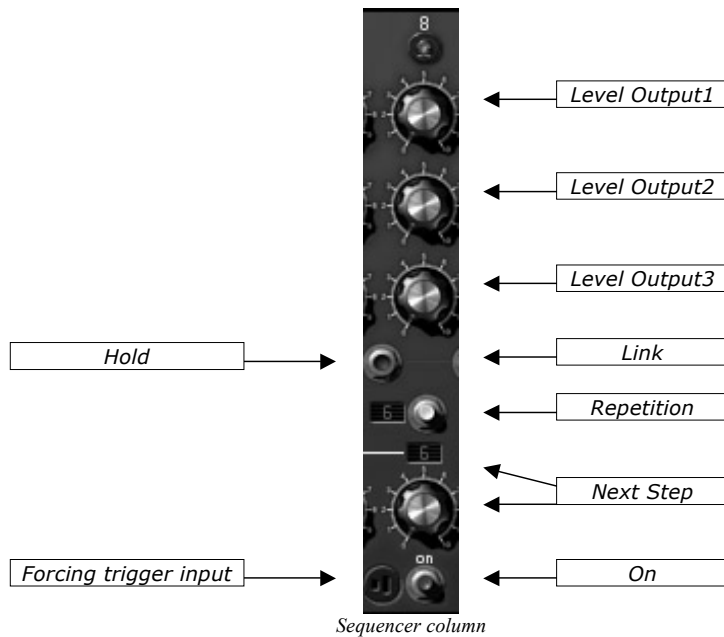 8
Level Output1
Level Output2
Level Output3
Hold
Link
6
Repetition
6
Next Step
on
Forcing trigger input
On
Sequencer column